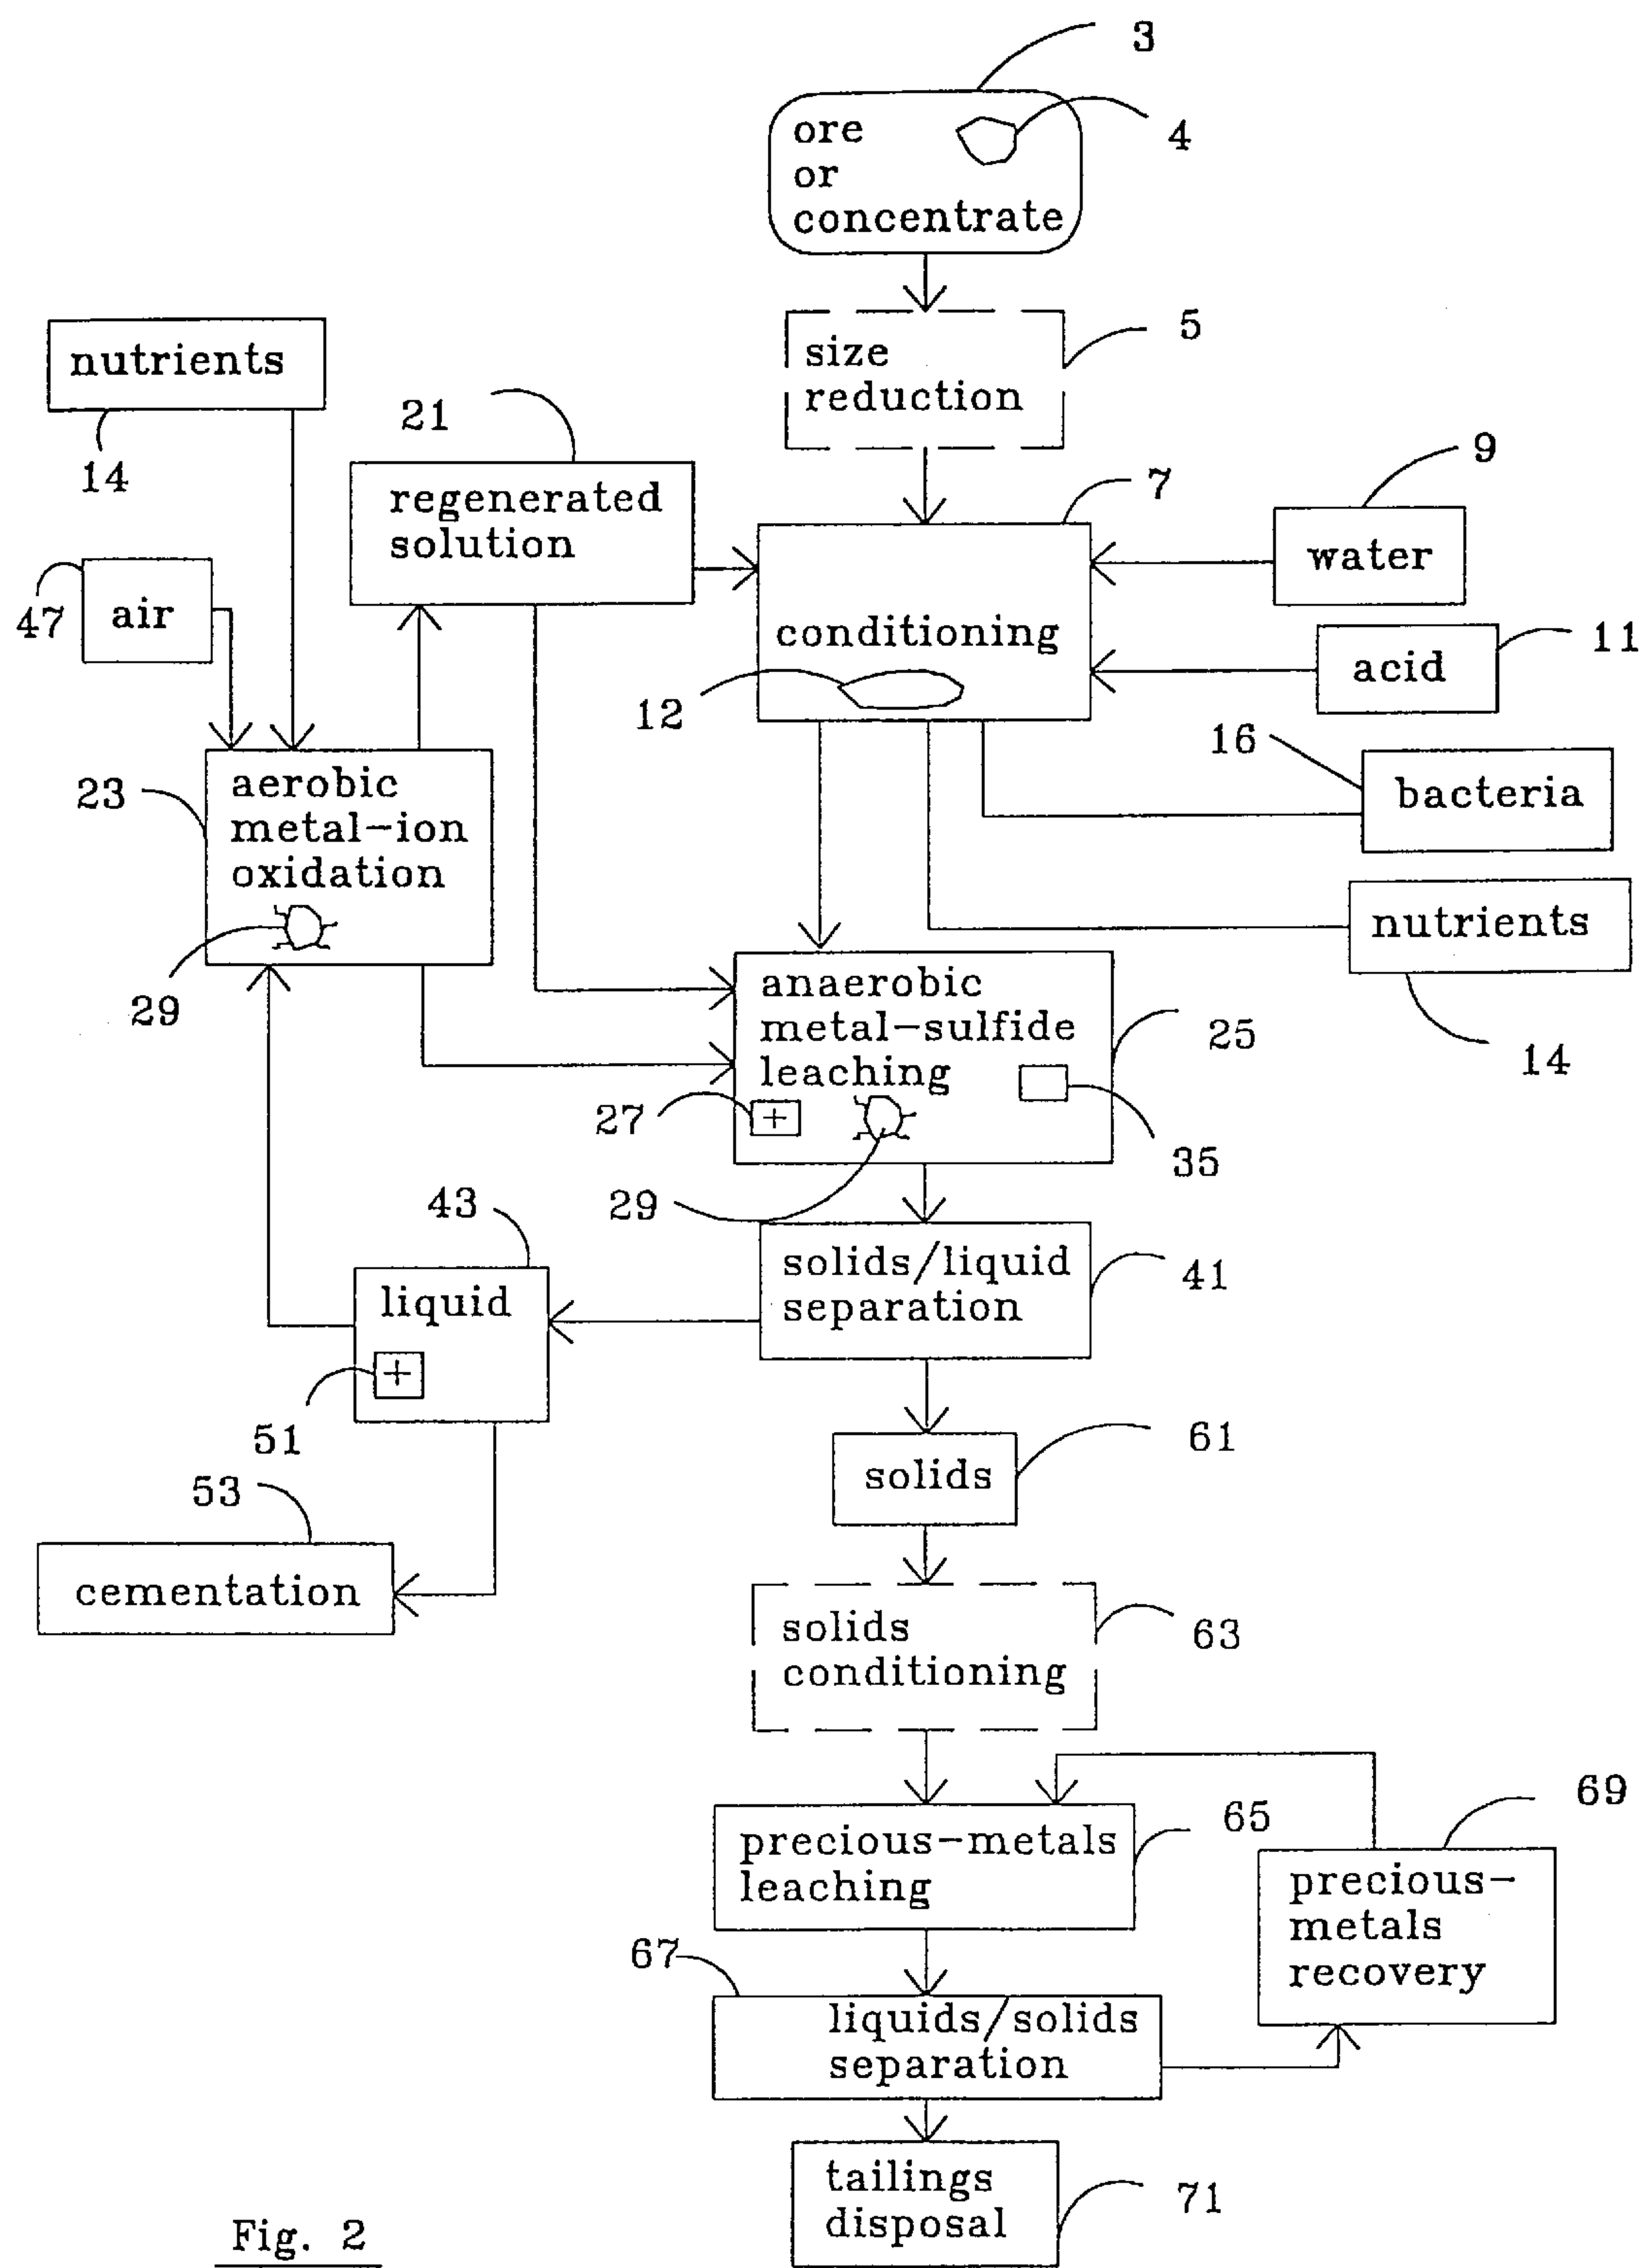 3
4
ore
or
concentrate
5
size
reduction
nutrients
14
21
regenerated
solution
7
9
water
47
air
conditioning
12
acid
11
16
bacteria
23
aerobic
metal-ion
oxidation
29
nutrients
14
anaerobic
metal-sulfide
leaching
25
27
+
35
29
43
liquid
+
51
solids/liquid
separation
41
53
cementation
61
solids
solids
conditioning
63
precious-metals
leaching
65
69
precious-
metals
recovery
67
liquids/solids
separation
tailings
disposal
71
Fig. 2